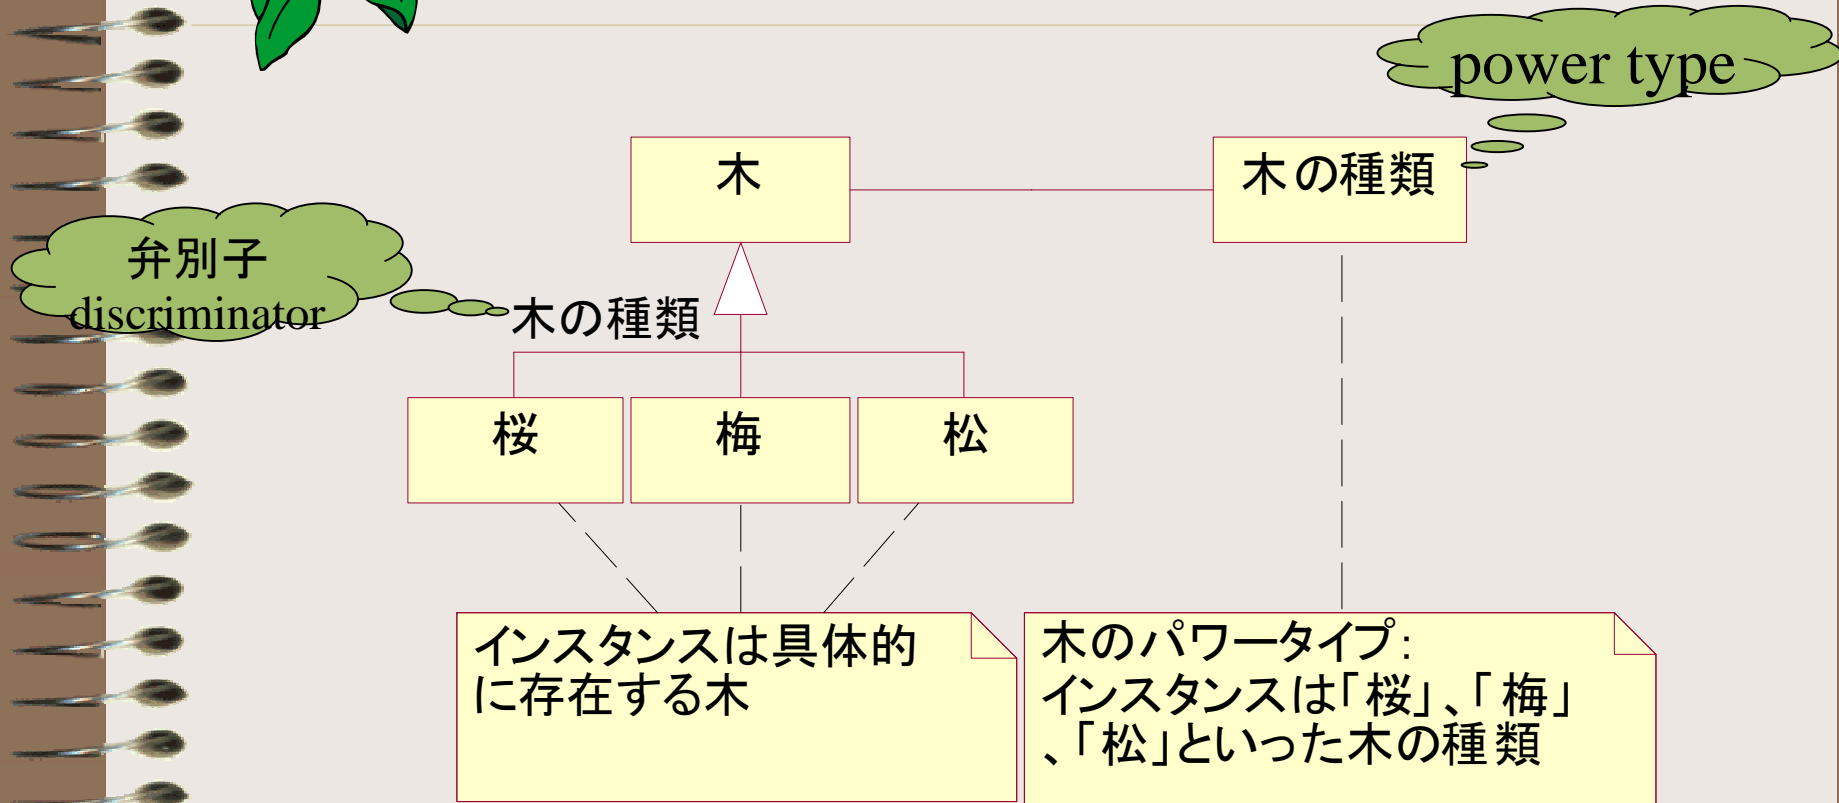 power type
木
木の種類
弁別子
discriminator
木の種類
桜
梅
松
インスタンスは具体的
に存在する木
木のパワータイプ:
インスタンスは「桜」、「梅」
、「松」といった木の種類